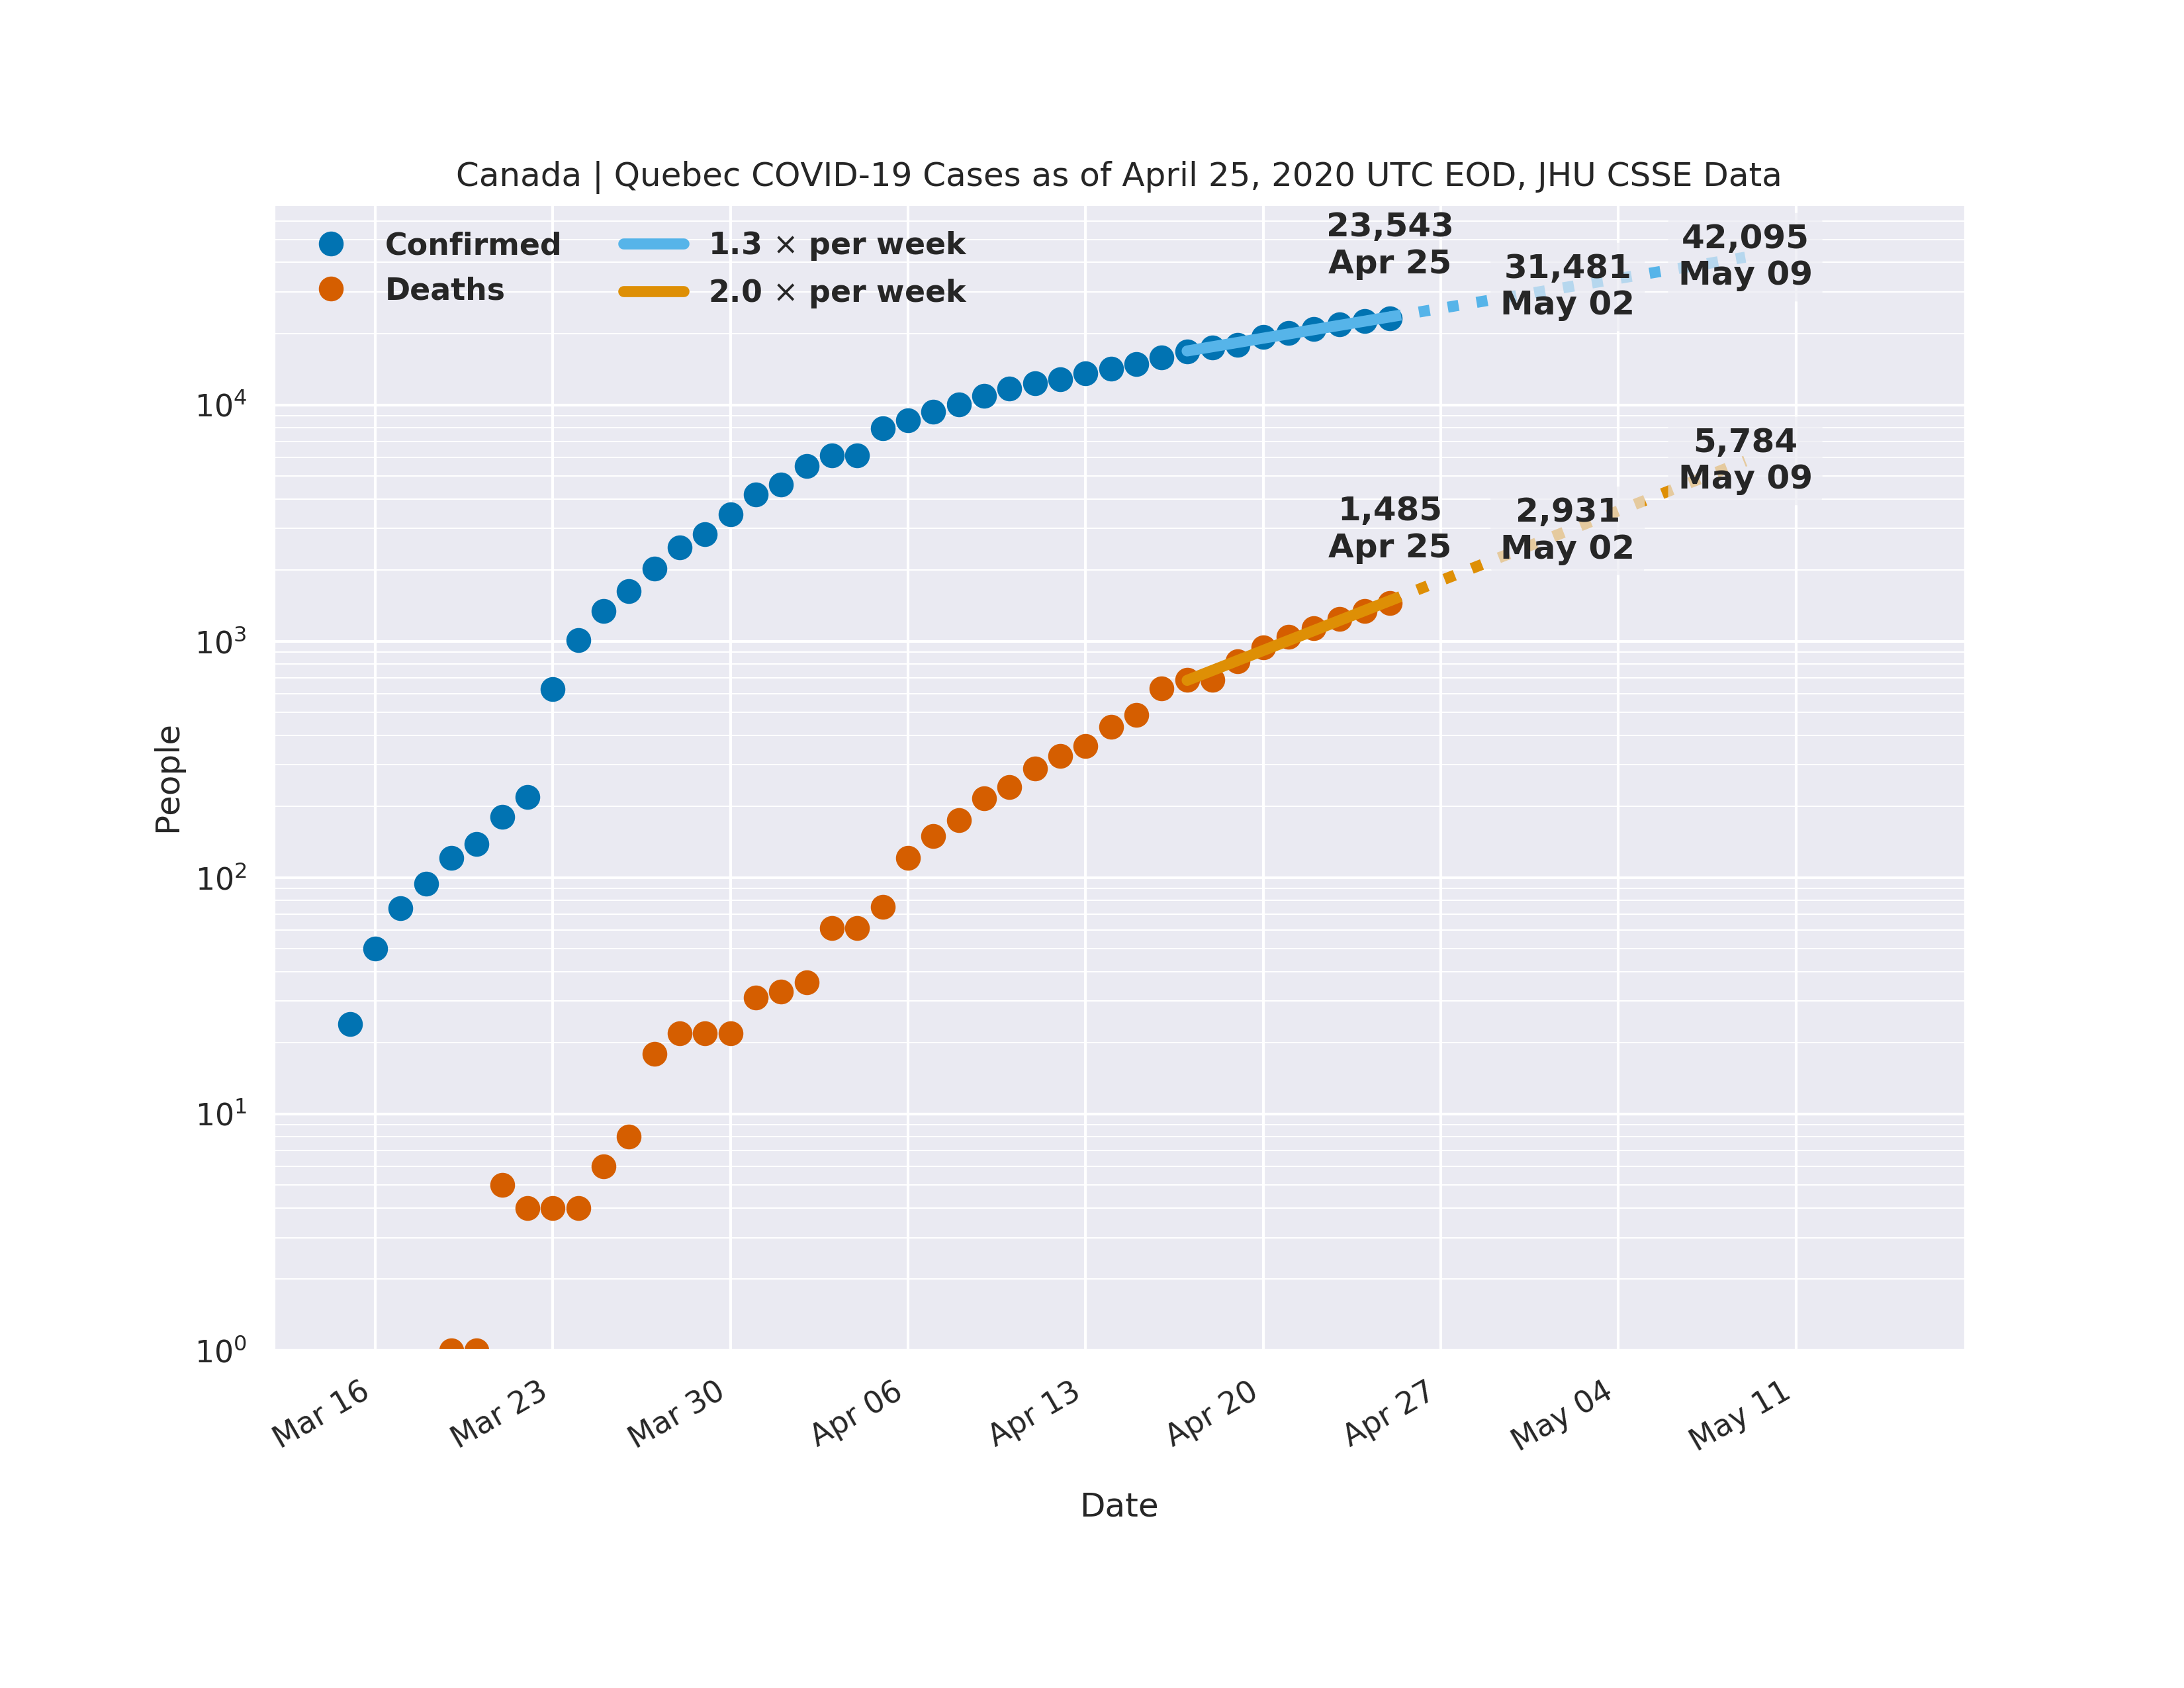 Canada | Quebec COVID-19 Cases as of April 25, 2020 UTC EOD, JHU CSSE Data
Confirmed
Deaths
1.3 × per week
2.0 × per week
23,543
Apr 25
31,481
May 02
42,095
May 09
1,485
Apr 25
2,931
May 02
5,784
May 09
People
10⁴
10³
10²
10¹
10⁰
Mar 16
Mar 23
Mar 30
Apr 06
Apr 13
Apr 20
Apr 27
May 04
May 11
Date